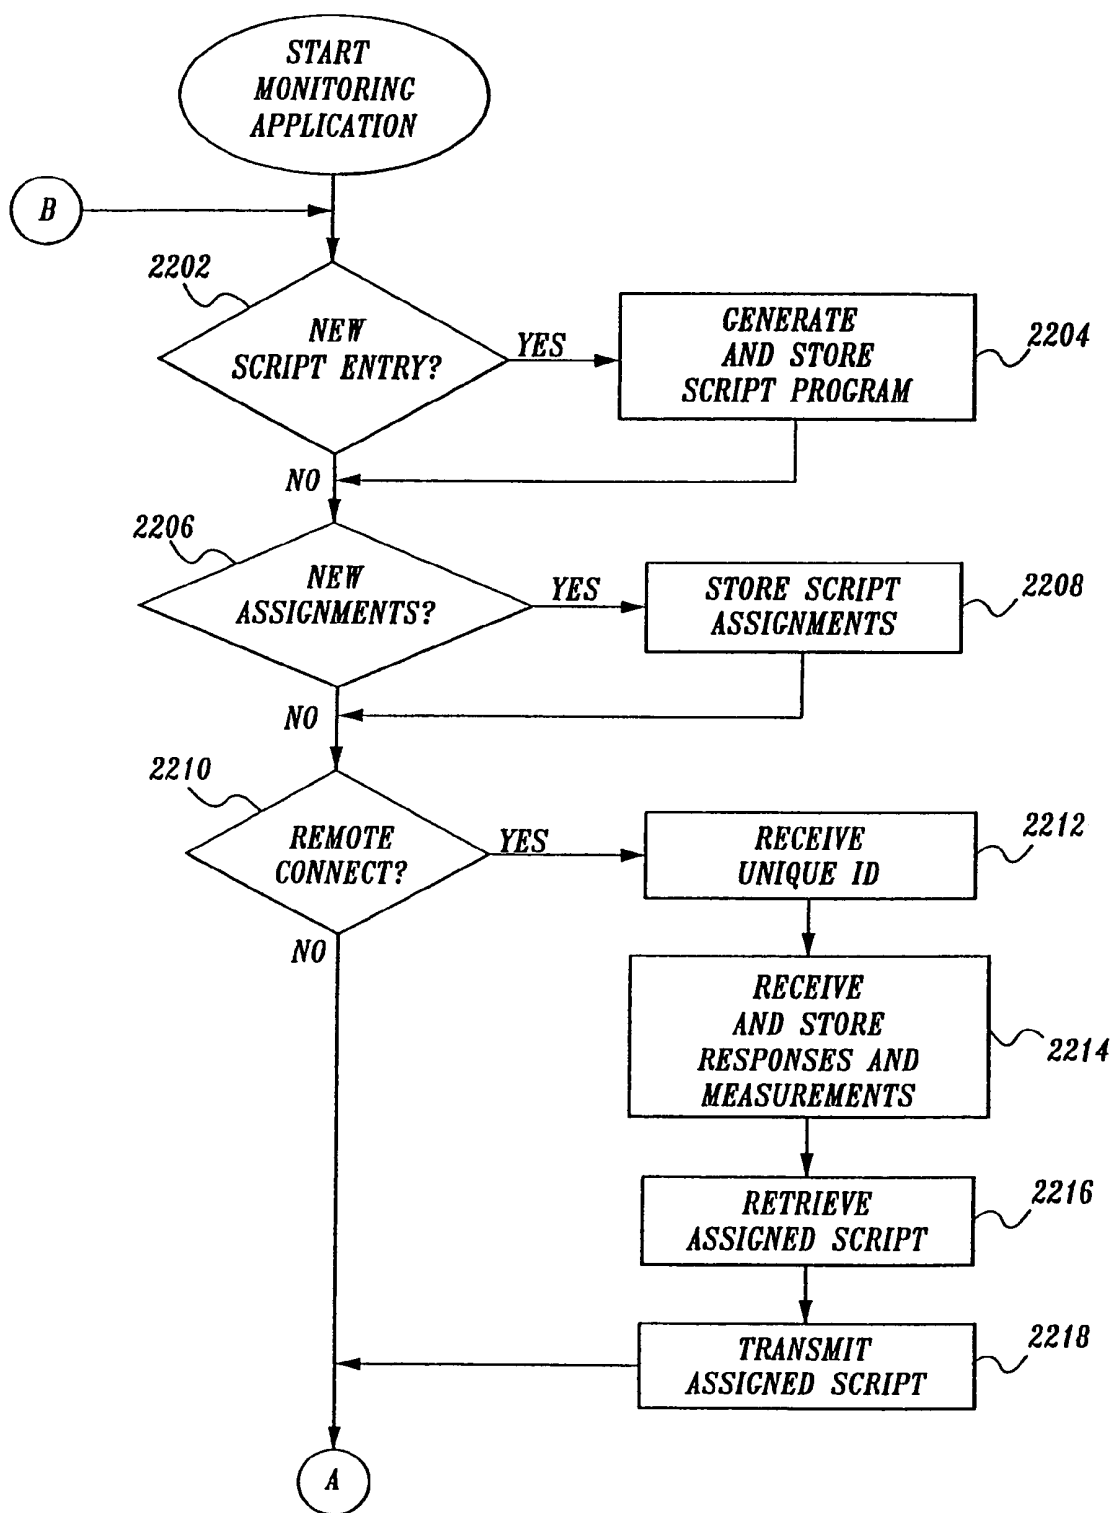 START
MONITORING
APPLICATION
B
2202
NEW
SCRIPT ENTRY?
YES
GENERATE
AND STORE
SCRIPT PROGRAM
2204
NO
2206
NEW
ASSIGNMENTS?
YES
STORE SCRIPT
ASSIGNMENTS
2208
NO
2210
REMOTE
CONNECT?
YES
RECEIVE
UNIQUE ID
2212
NO
RECEIVE
AND STORE
RESPONSES AND
MEASUREMENTS
2214
RETRIEVE
ASSIGNED SCRIPT
2216
TRANSMIT
ASSIGNED SCRIPT
2218
A